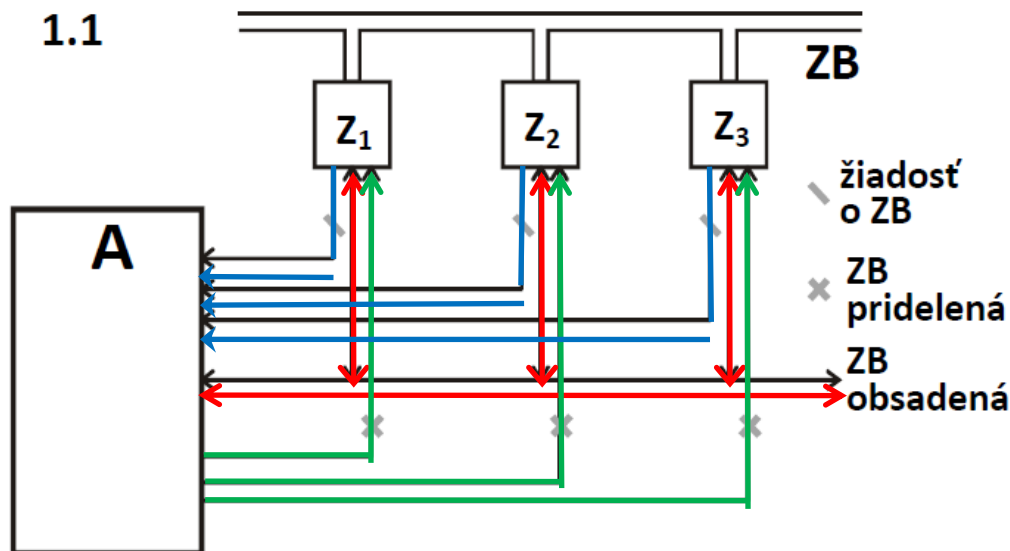 1.1
ZB
Z1
Z2
Z3
žiadosť
o ZB
A
ZB
pridelená
ZB
obsadená